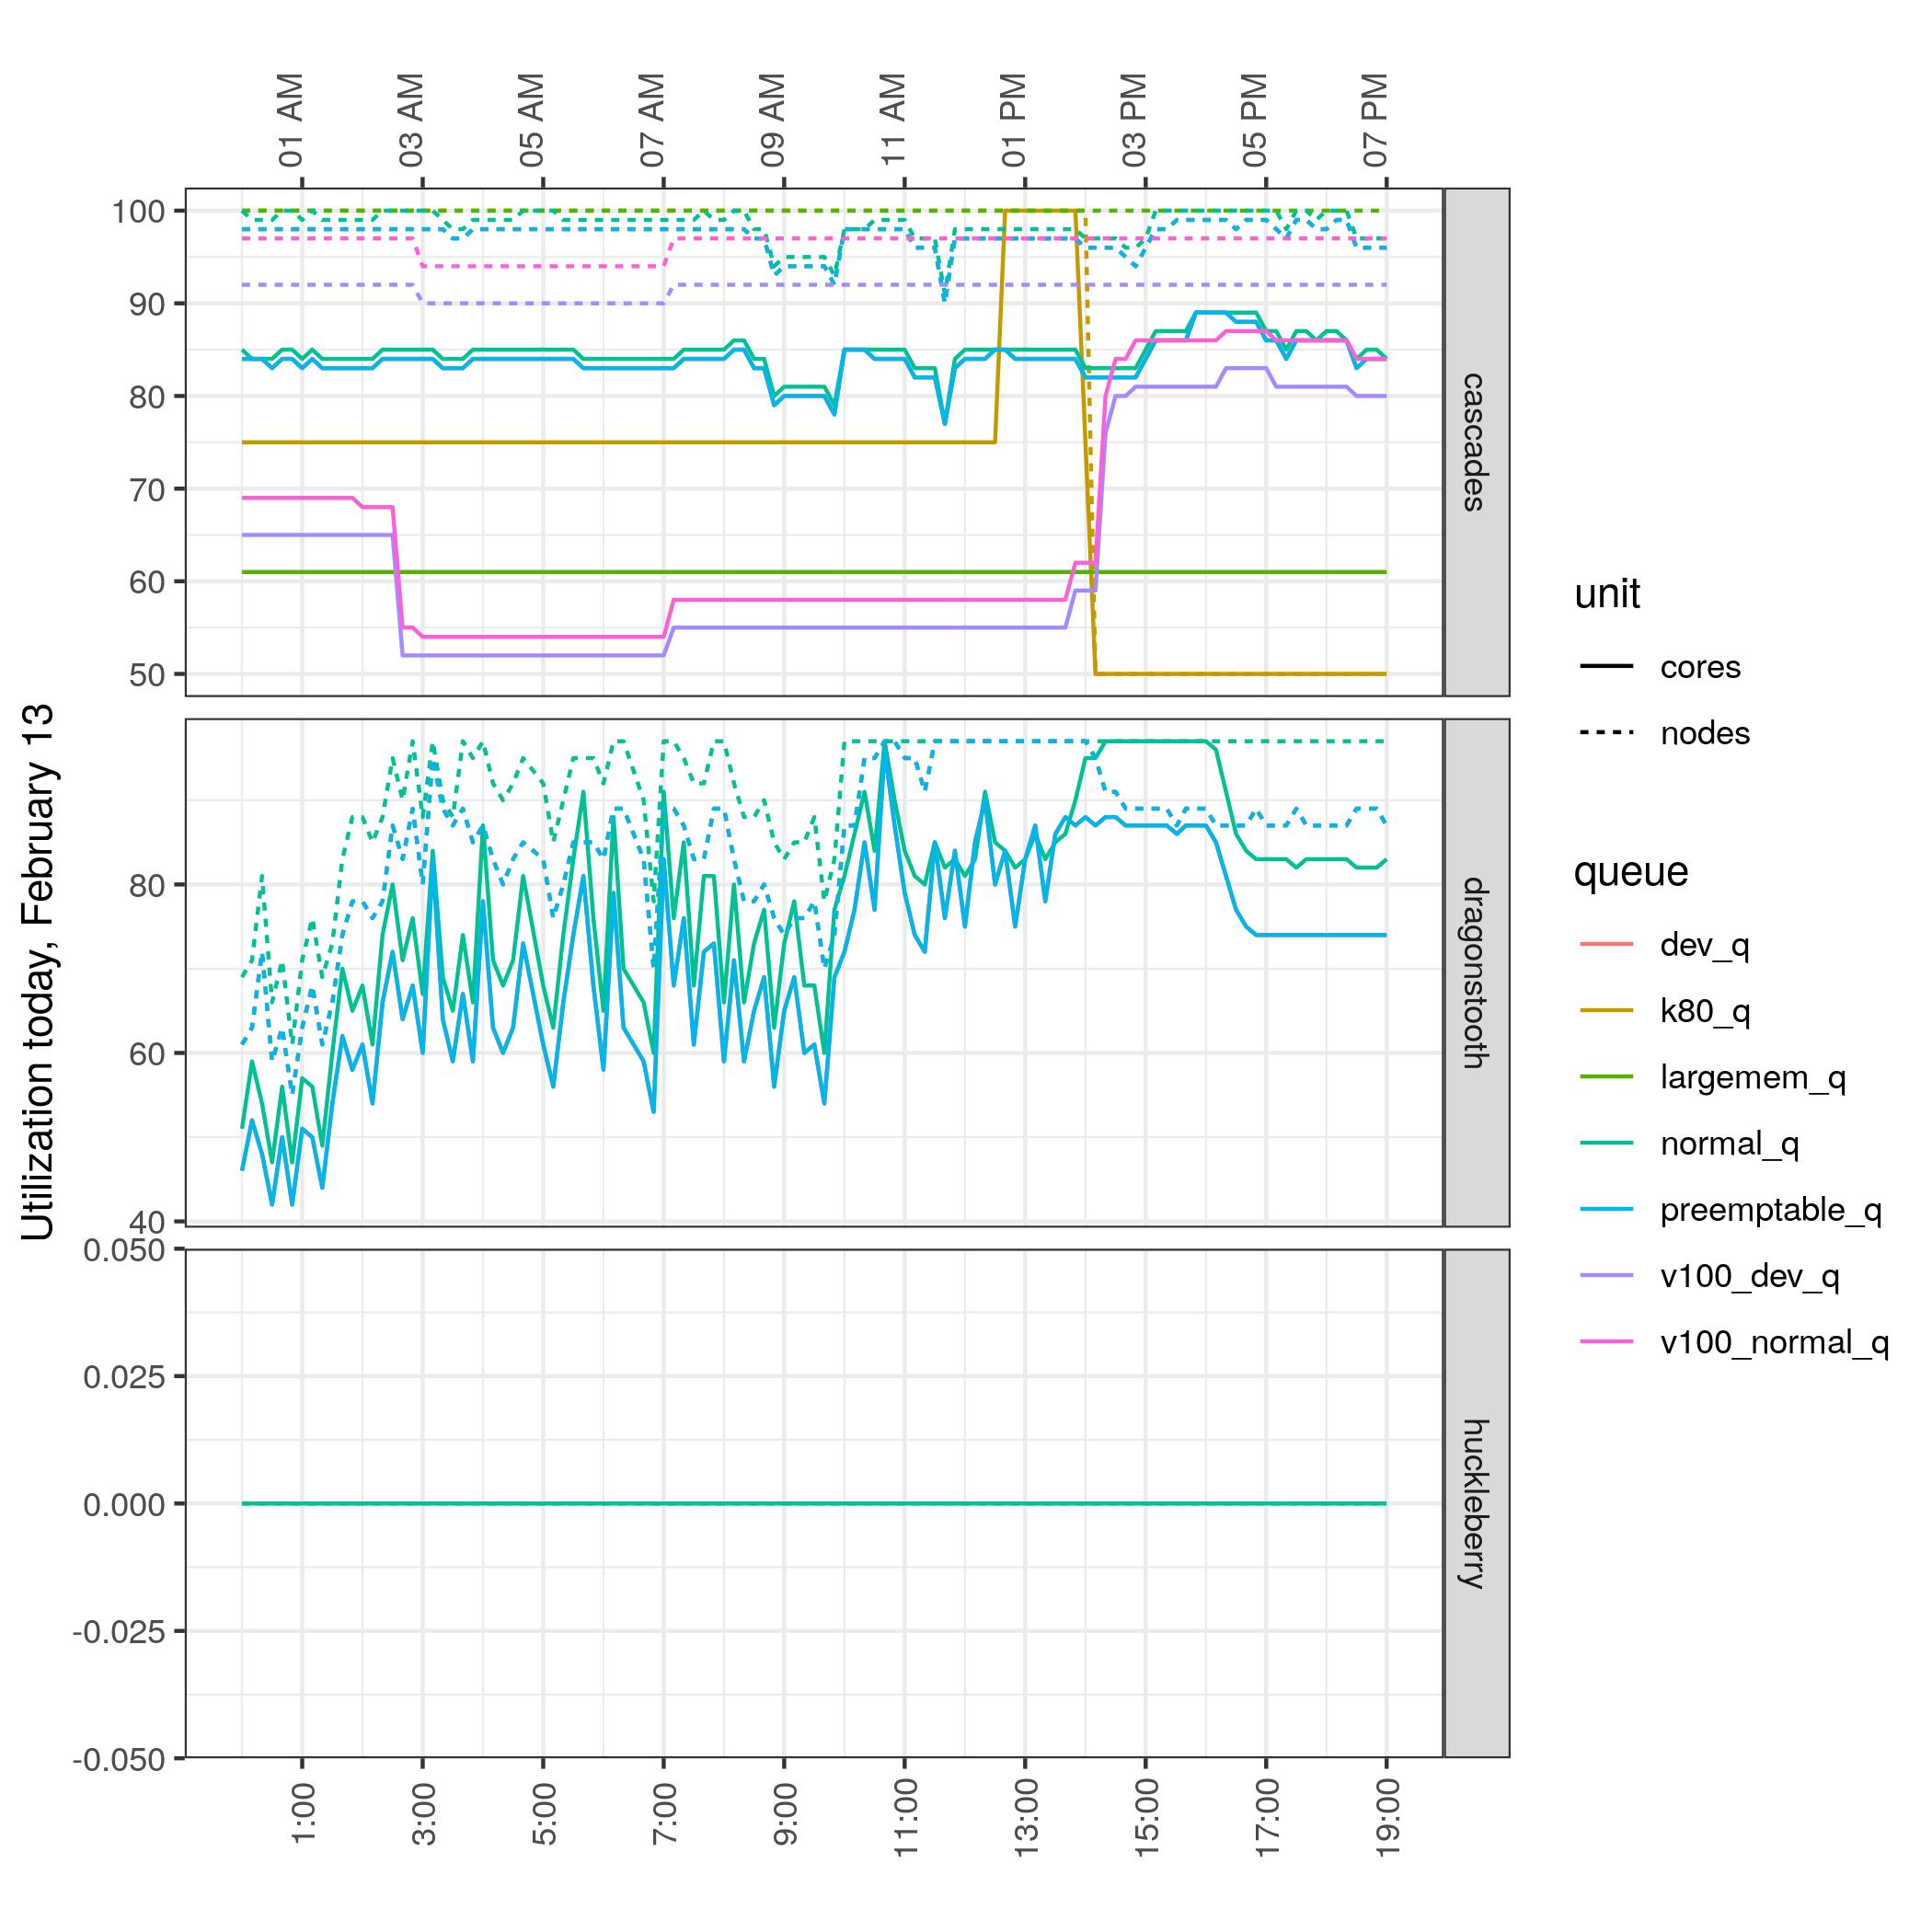 01 AM
03 AM
05 AM
07 AM
09 AM
11 AM
01 PM
03 PM
05 PM
07 PM
Utilization today, February 13
100
90
80
70
60
50
cascades
80
60
40
dragonstooth
0.050
0.025
0.000
-0.025
-0.050
huckleberry
1:00
3:00
5:00
7:00
9:00
11:00
13:00
15:00
17:00
19:00
unit
cores
nodes
queue
dev_q
k80_q
largemem_q
normal_q
preemptable_q
v100_dev_q
v100_normal_q